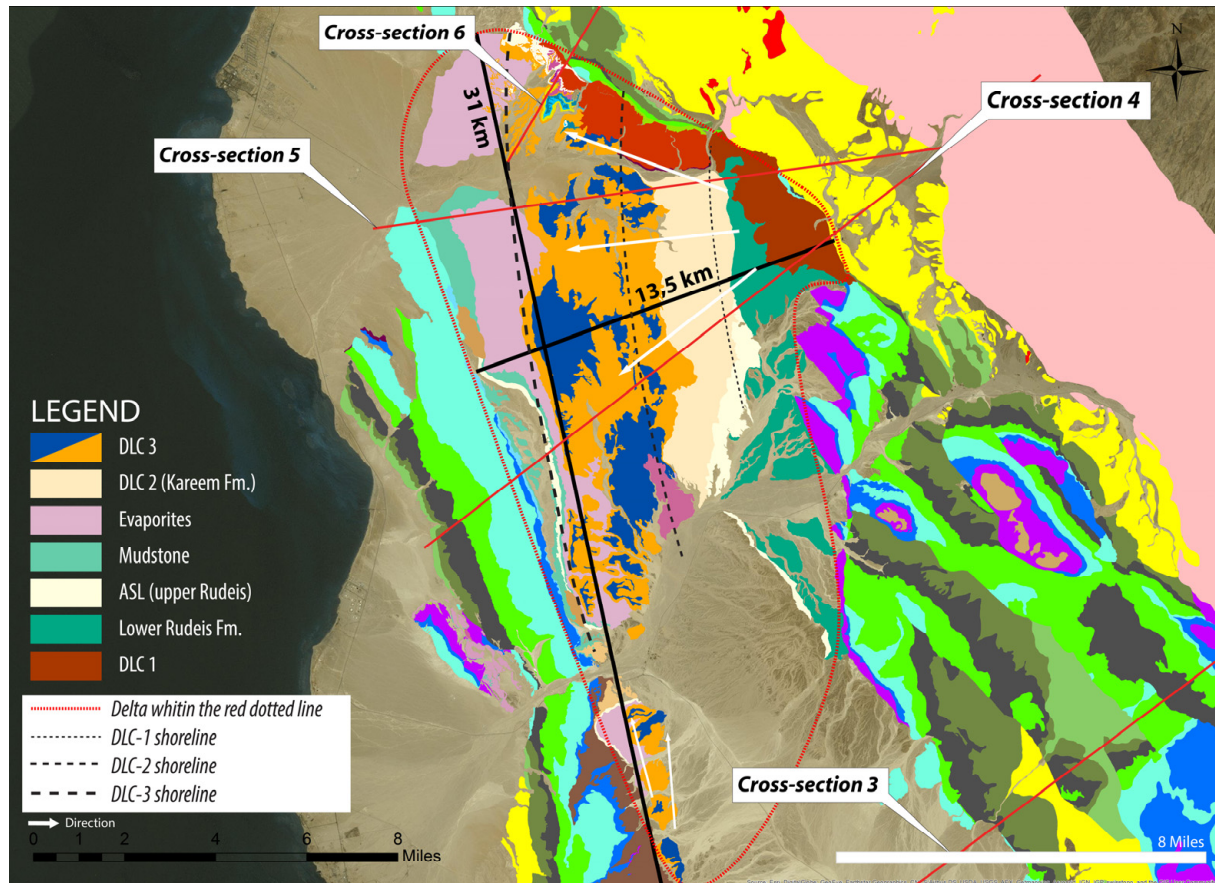 Cross-section 6
N
Cross-section 4
31 km
Cross-section 5
13,5 km
LEGEND
DLC 3
DLC 2 (Kareem Fm.)
Evaporites
Mudstone
ASL (upper Rudeis)
Lower Rudeis Fm.
DLC 1
Delta whitin the red dotted line
DLC-1 shoreline
DLC-2 shoreline
DLC-3 shoreline
Direction
Cross-section 3
0 2 4 6 8
Miles
8 Miles